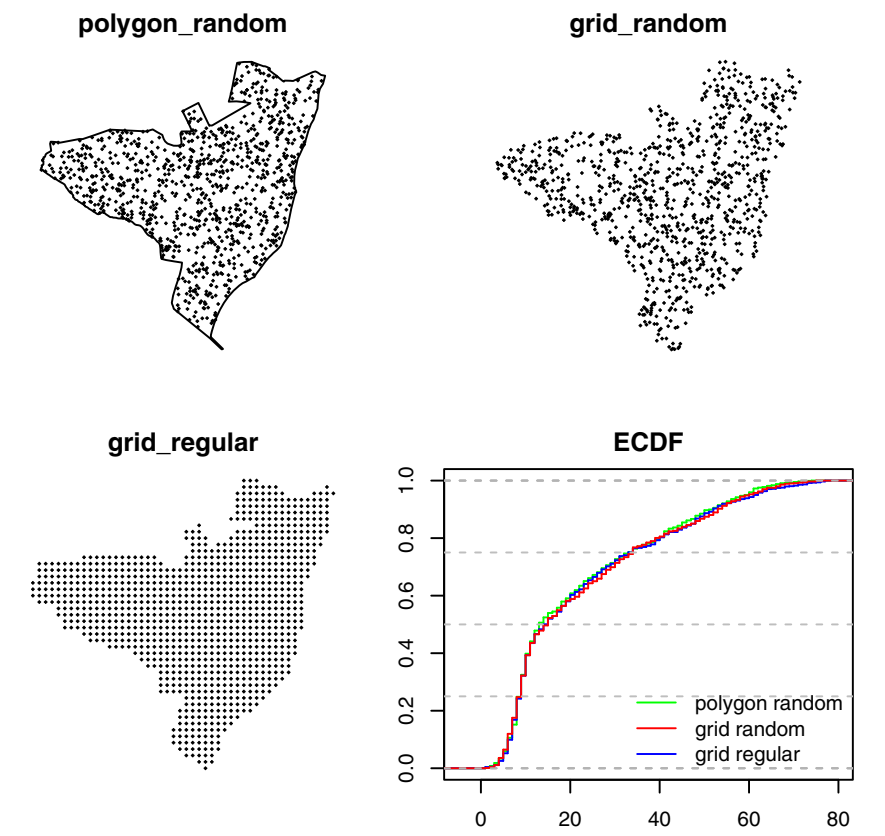 polygon_random
grid_random
grid_regular
ECDF
1.0
0.8
0.6
0.4
0.2
0.0
polygon random
grid random
grid regular
0 20 40 60 80